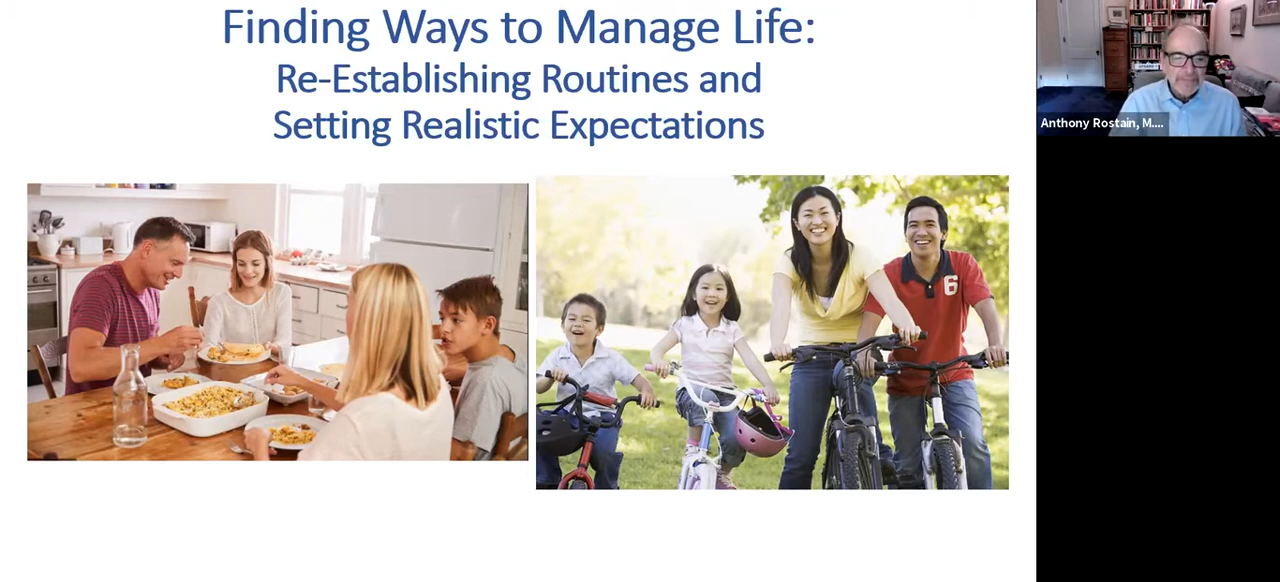 Finding Ways to Manage Life:
Re-Establishing Routines and
Setting Realistic Expectations
6
Anthony Rostain, M....